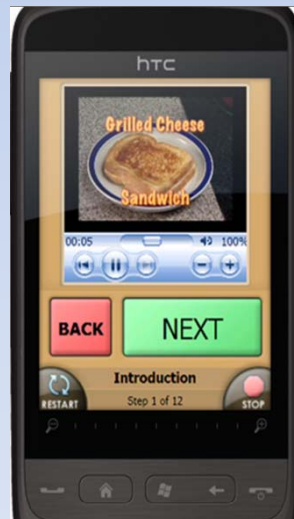 hTC
Grilled Cheese
Sandwich
00:05 100%
BACK NEXT
Introduction
RESTART Step 1 of 12 STOP